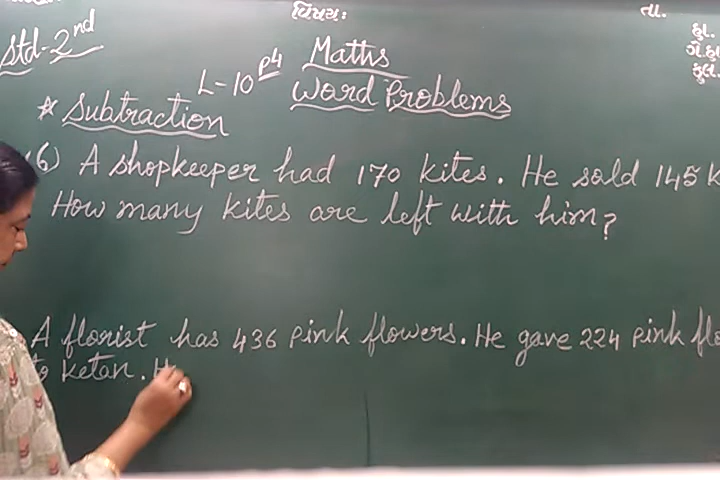 વિષય:
તા.
Std-2nd
કુલ.
Maths
L-10 P4
Word Problems
* Subtraction
6) A shopkeeper had 170 kites. He sold 145 k
How many kites are left with him?
A florist has 436 pink flowers. He gave 224 pink flo
to ketan. H